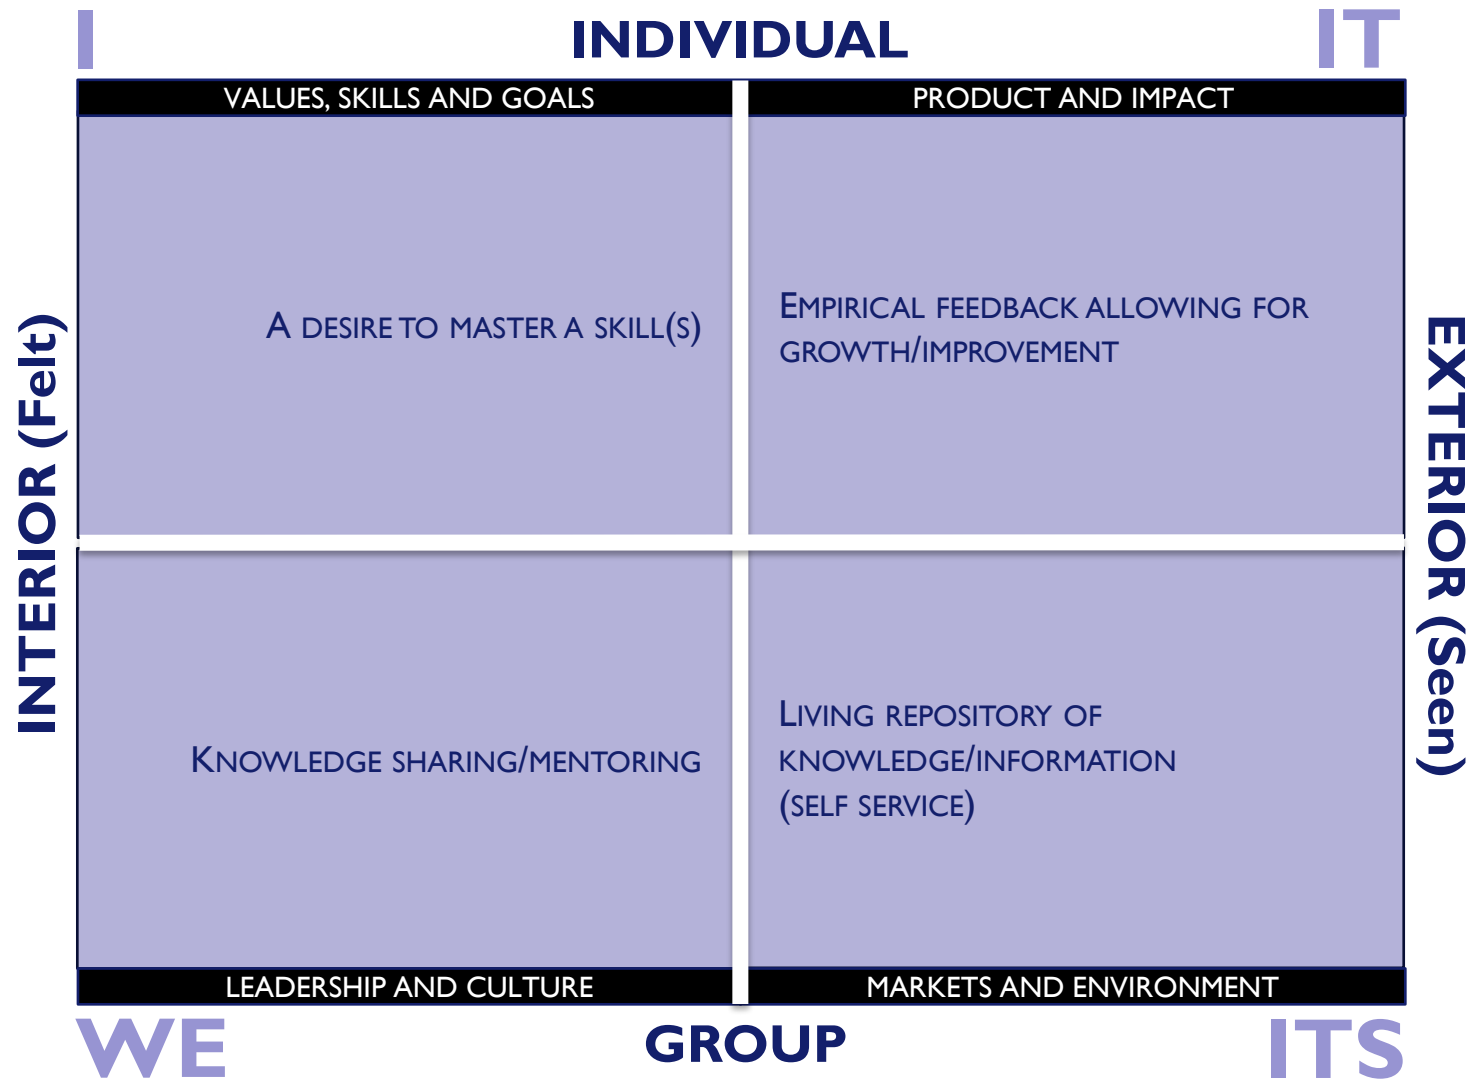 I
INDIVIDUAL
IT
VALUES, SKILLS AND GOALS
PRODUCT AND IMPACT
INTERIOR (Felt)
A DESIRE TO MASTER A SKILL(S)
EMPIRICAL FEEDBACK ALLOWING FOR
GROWTH/IMPROVEMENT
EXTERIOR (Seen)
KNOWLEDGE SHARING/MENTORING
LIVING REPOSITORY OF
KNOWLEDGE/INFORMATION
(SELF SERVICE)
LEADERSHIP AND CULTURE
MARKETS AND ENVIRONMENT
WE
GROUP
ITS